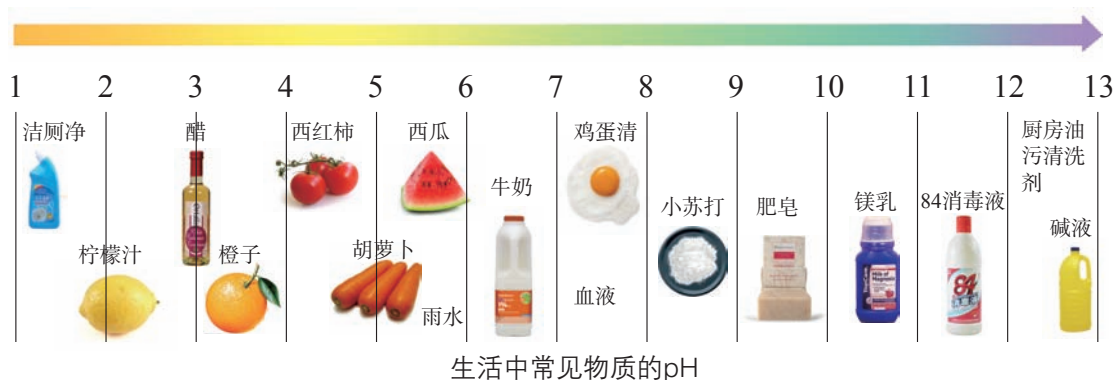 1 2 3 4 5 6 7 8 9 10 11 12 13
洁厕净
醋
西红柿
西瓜
鸡蛋清
厨房油
污清洗
剂
牛奶
小苏打
肥皂
镁乳
84消毒液
碱液
柠檬汁
橙子
胡萝卜
雨水
血液
84
生活中常见物质的pH